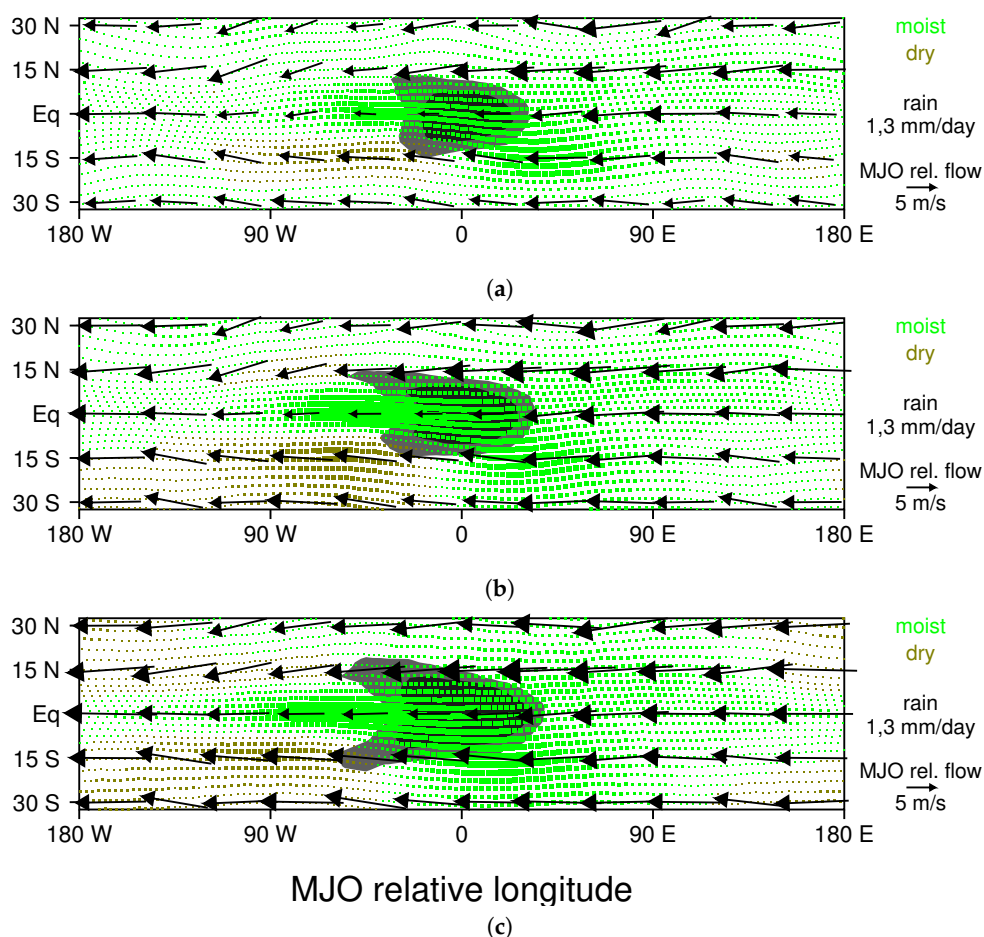 30 N
15 N
Eq
15 S
30 S
180 W 90 W 0 90 E 180 E
moist
dry
rain
1,3 mm/day
MJO rel. flow
5 m/s
(a)
30 N
15 N
Eq
15 S
30 S
180 W 90 W 0 90 E 180 E
moist
dry
rain
1,3 mm/day
MJO rel. flow
5 m/s
(b)
30 N
15 N
Eq
15 S
30 S
180 W 90 W 0 90 E 180 E
moist
dry
rain
1,3 mm/day
MJO rel. flow
5 m/s
MJO relative longitude
(c)